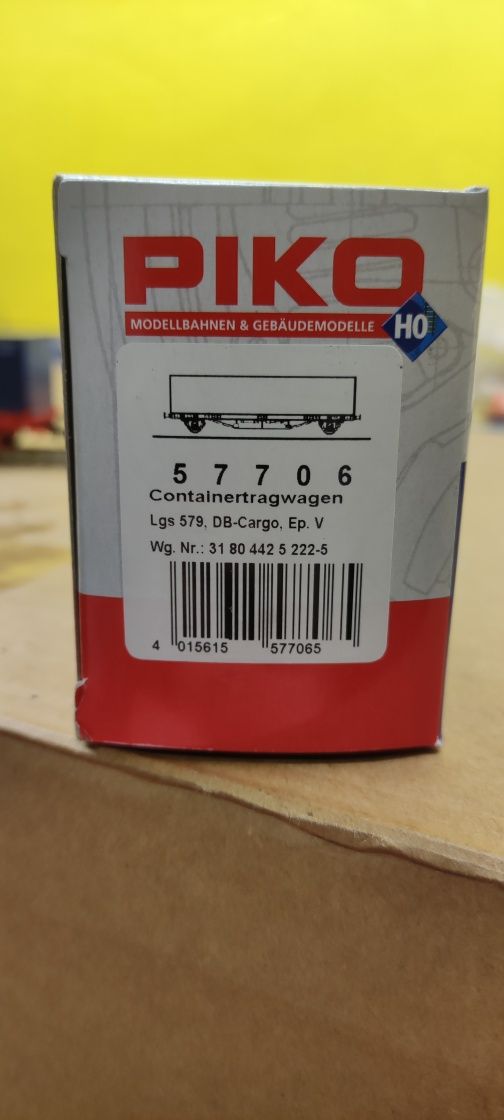 PIKO
MODELLBAHNEN & GEBÄUDEMODELLE
H0
5 7 7 0 6
Containertragwagen
Lgs 579, DB-Cargo, Ep. V
Wg. Nr.: 31 80 442 5 222-5
4 015615 577065